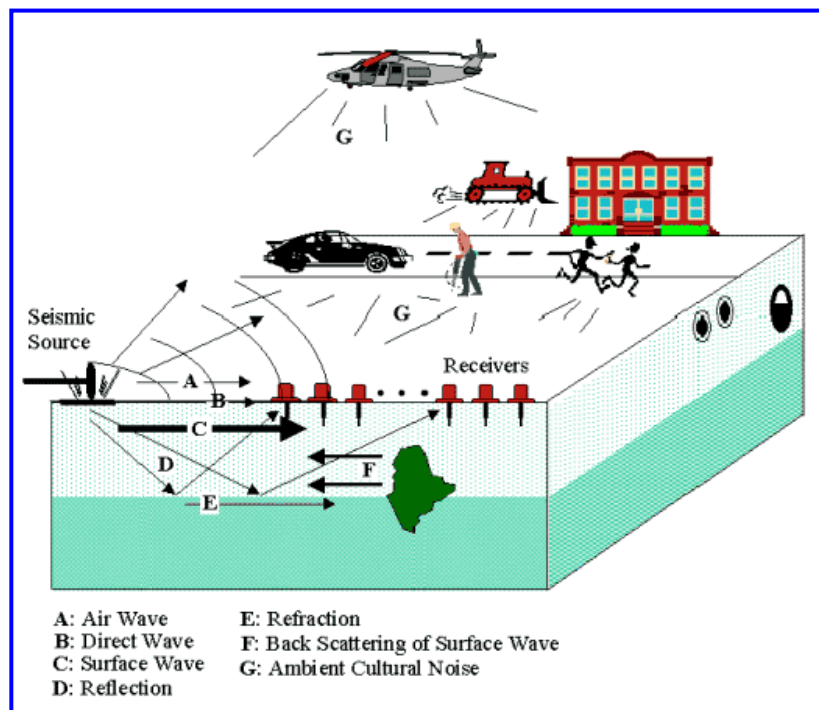 G
Seismic
Source
G
Receivers
A
B
C
D
F
E
A: Air Wave
B: Direct Wave
C: Surface Wave
D: Reflection
E: Refraction
F: Back Scattering of Surface Wave
G: Ambient Cultural Noise